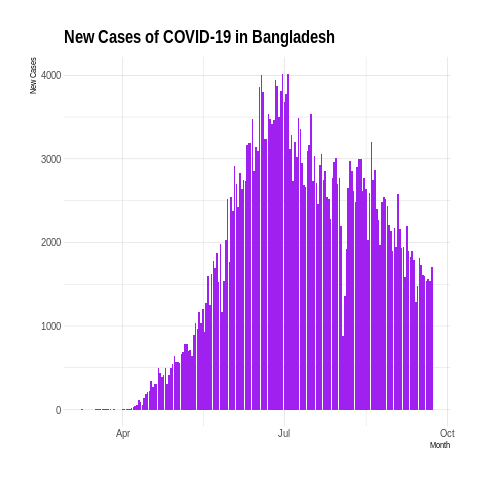 New Cases of COVID-19 in Bangladesh
New Cases
4000
3000
2000
1000
0
Apr
Jul
Oct
Month